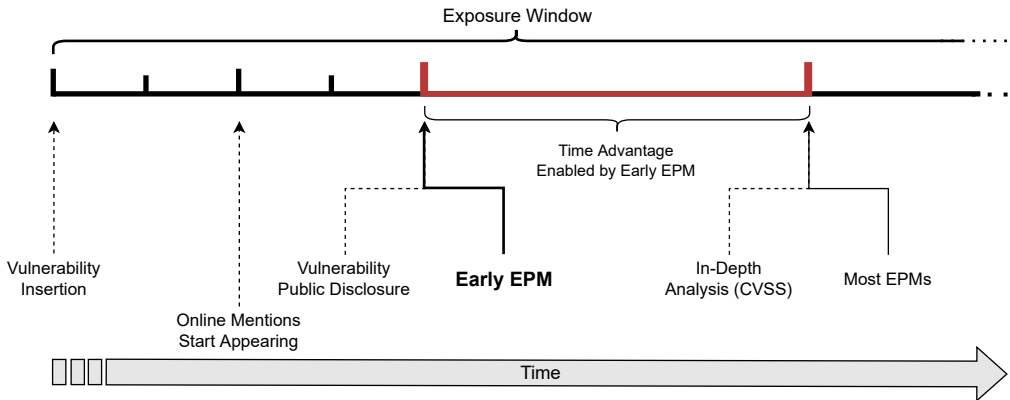 Exposure Window
Time Advantage
Enabled by Early EPM
Vulnerability
Insertion
Online Mentions
Start Appearing
Vulnerability
Public Disclosure
Early EPM
In-Depth
Analysis (CVSS)
Most EPMs
Time